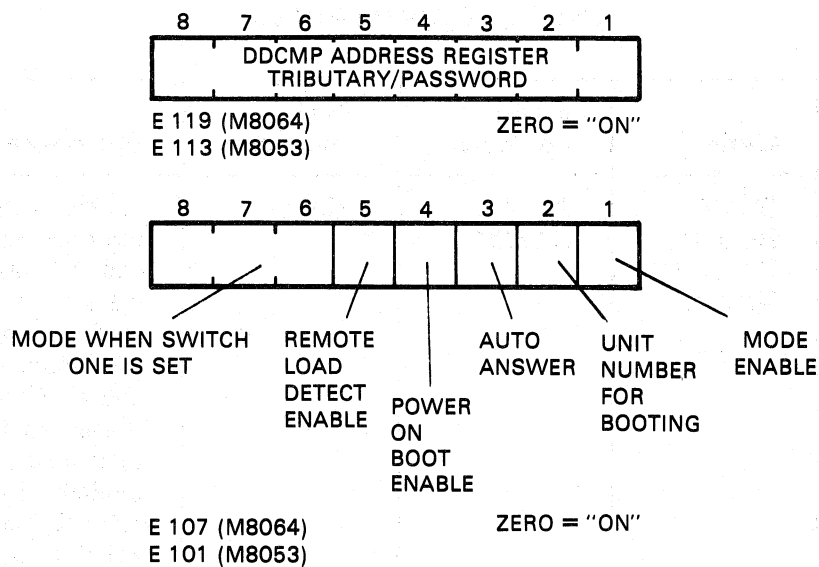 8 7 6 5 4 3 2 1
DDCMP ADDRESS REGISTER
TRIBUTARY/PASSWORD
E 119 (M8064)
ZERO = "ON"
E 113 (M8053)
8 7 6 5 4 3 2 1
MODE WHEN SWITCH
ONE IS SET
REMOTE
LOAD
DETECT
ENABLE
POWER
ON
BOOT
ENABLE
AUTO
ANSWER
UNIT
NUMBER
FOR
BOOTING
MODE
ENABLE
E 107 (M8064)
ZERO = "ON"
E 101 (M8053)